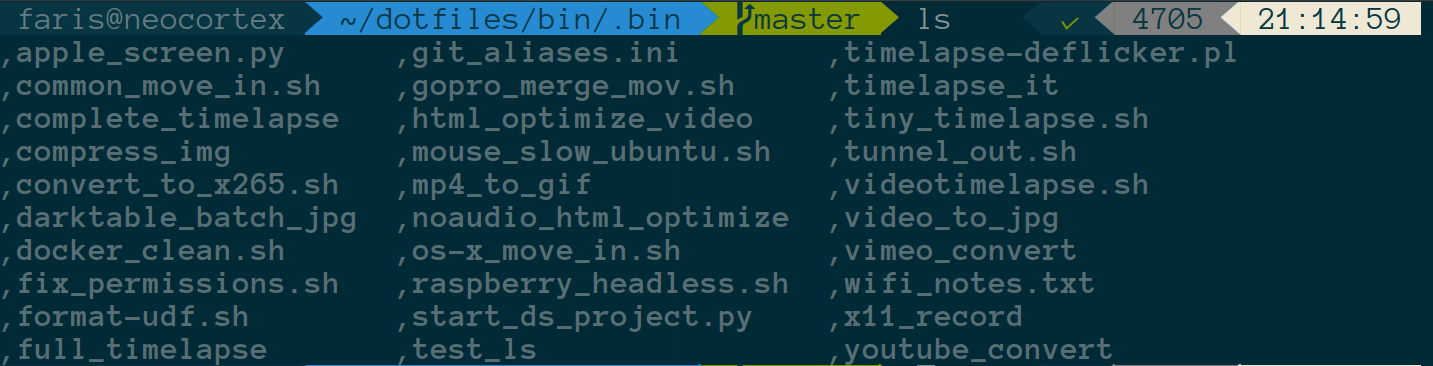 faris@neocortex ~/dotfiles/bin/.bin master ls ✓ 4705 21:14:59
,apple_screen.py ,git_aliases.ini ,timelapse-deflicker.pl
,common_move_in.sh ,gopro_merge_mov.sh ,timelapse_it
,complete_timelapse ,html_optimize_video ,tiny_timelapse.sh
,compress_img ,mouse_slow_ubuntu.sh ,tunnel_out.sh
,convert_to_x265.sh ,mp4_to_gif ,videotimelapse.sh
,darktable_batch_jpg ,noaudio_html_optimize ,video_to_jpg
,docker_clean.sh ,os-x_move_in.sh ,vimeo_convert
,fix_permissions.sh ,raspberry_headless.sh ,wifi_notes.txt
,format-udf.sh ,start_ds_project.py ,x11_record
,full_timelapse ,test_ls ,youtube_convert